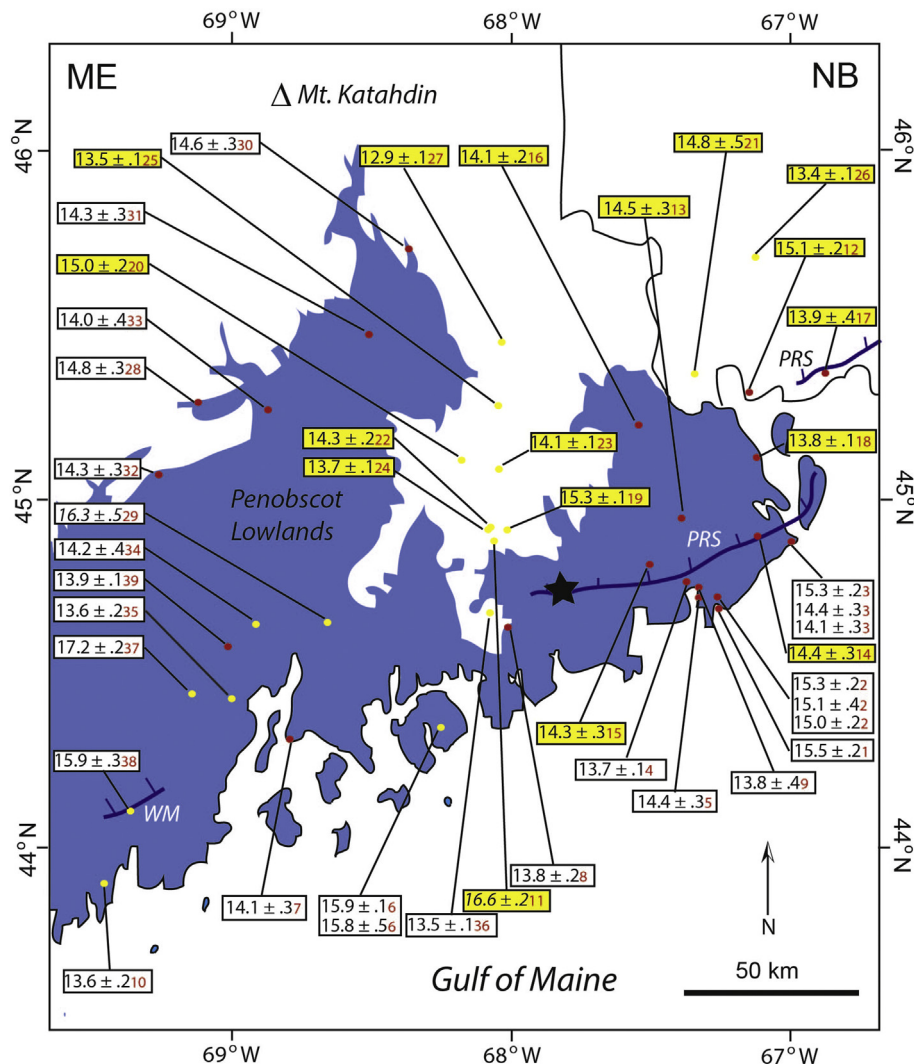 69°W 68°W 67°W
ME NB
Δ Mt. Katahdin
46°N 46°N
14.6 ± .330
13.5 ± .125
12.9 ± .127
14.1 ± .216
14.8 ± .521
13.4 ± .126
14.3 ± .331
14.5 ± .313
15.0 ± .220
15.1 ± .212
14.0 ± .433
13.9 ± .417
PRS
14.8 ± .328
14.3 ± .222
14.1 ± .123
13.8 ± .118
14.3 ± .332
13.7 ± .124
15.3 ± .119
45°N 45°N
Penobscot
Lowlands
16.3 ± .529
PRS
14.2 ± .434
13.9 ± .139
15.3 ± .23
14.4 ± .33
14.1 ± .33
13.6 ± .235
17.2 ± .237
14.4 ± .314
15.3 ± .22
15.1 ± .42
15.0 ± .22
14.3 ± .315
15.5 ± .21
15.9 ± .338
13.7 ± .14
13.8 ± .49
WM
14.4 ± .35
44°N 44°N
13.8 ± .28
14.1 ± .37
15.9 ± .16
15.8 ± .56
13.5 ± .136
16.6 ± .211
N
13.6 ± .210
Gulf of Maine
50 km
69°W 68°W 67°W